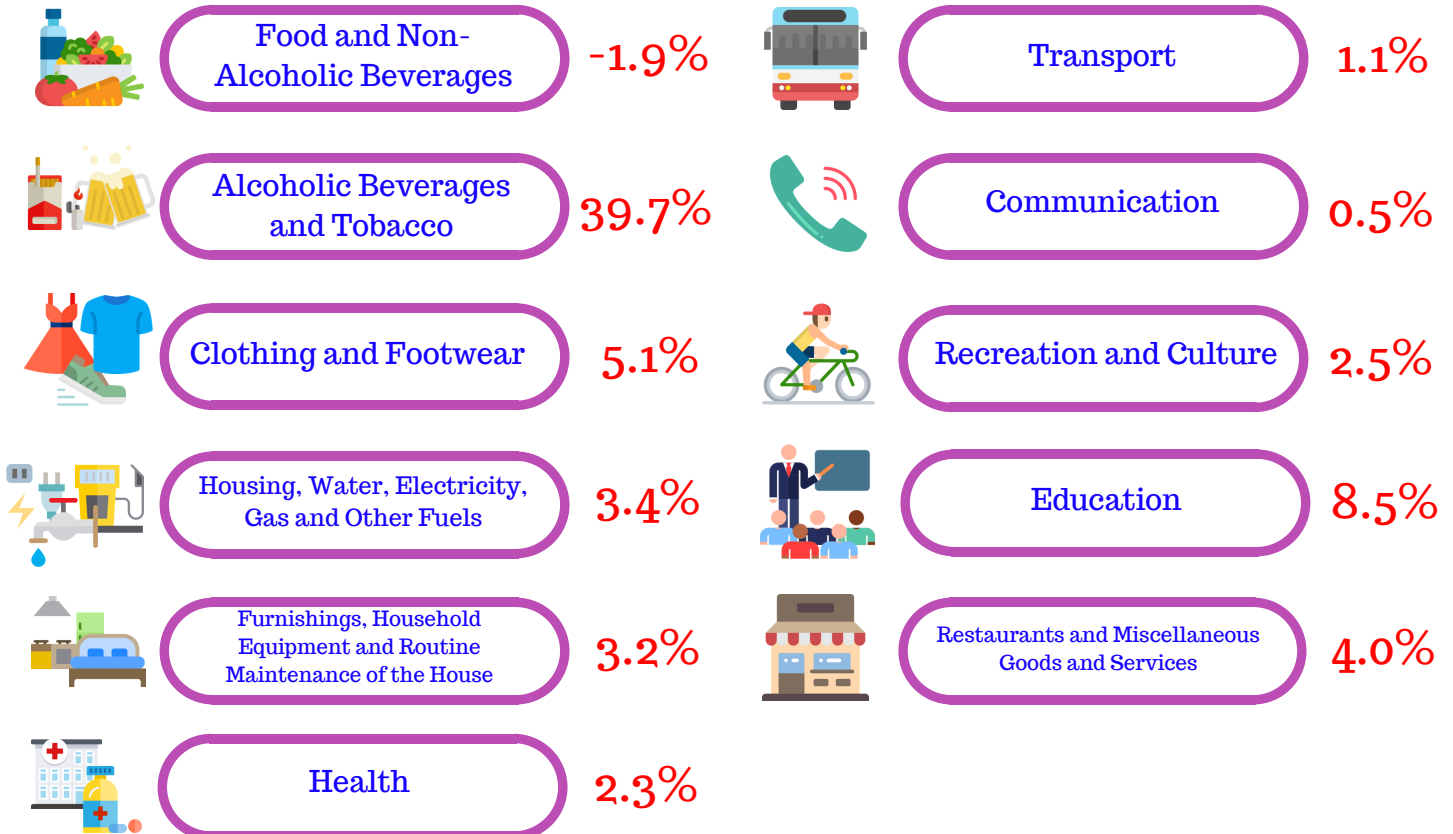 Food and Non-
Alcoholic Beverages
-1.9%
Alcoholic Beverages
and Tobacco
39.7%
Clothing and Footwear
5.1%
Housing, Water, Electricity,
Gas and Other Fuels
3.4%
Furnishings, Household
Equipment and Routine
Maintenance of the House
3.2%
Health
2.3%
Transport
1.1%
Communication
0.5%
Recreation and Culture
2.5%
Education
8.5%
Restaurants and Miscellaneous
Goods and Services
4.0%